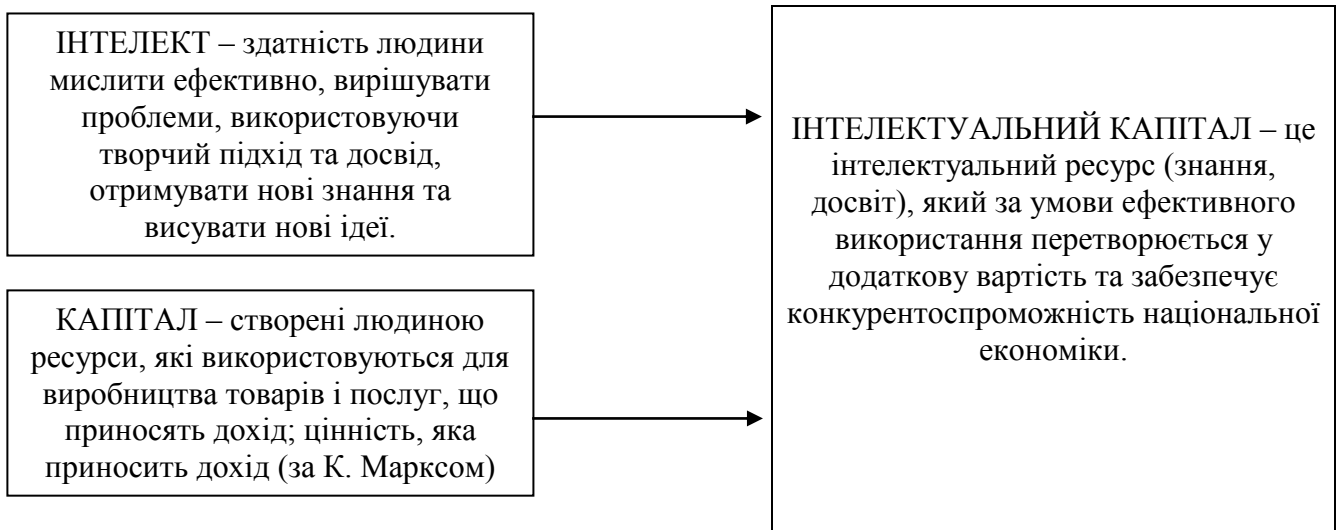 ІНТЕЛЕКТ – здатність людини
мислити ефективно, вирішувати
проблеми, використовуючи
творчий підхід та досвід,
отримувати нові знання та
висувати нові ідеї.
КАПІТАЛ – створені людиною
ресурси, які використовуються для
виробництва товарів і послуг, що
приносять дохід; цінність, яка
приносить дохід (за К. Марксом)
ІНТЕЛЕКТУАЛЬНИЙ КАПІТАЛ – це
інтелектуальний ресурс (знання,
досвіт), який за умови ефективного
використання перетворюється у
додаткову вартість та забезпечує
конкурентоспроможність національної
економіки.